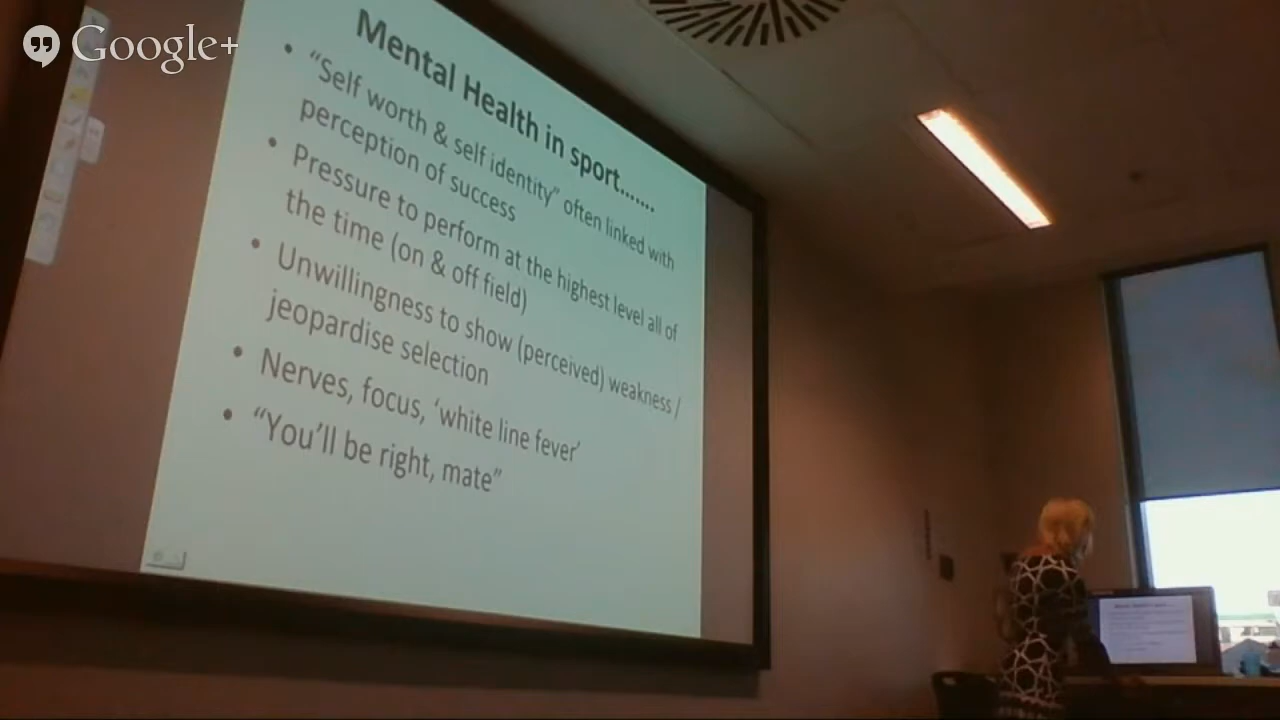 Google+
Mental Health in sport.......
• “Self worth & self identity” often linked with
perception of success
• Pressure to perform at the highest level all of
the time (on & off field)
• Unwillingness to show (perceived) weakness /
jeopardise selection
• Nerves, focus, ‘white line fever’
• “You’ll be right, mate”